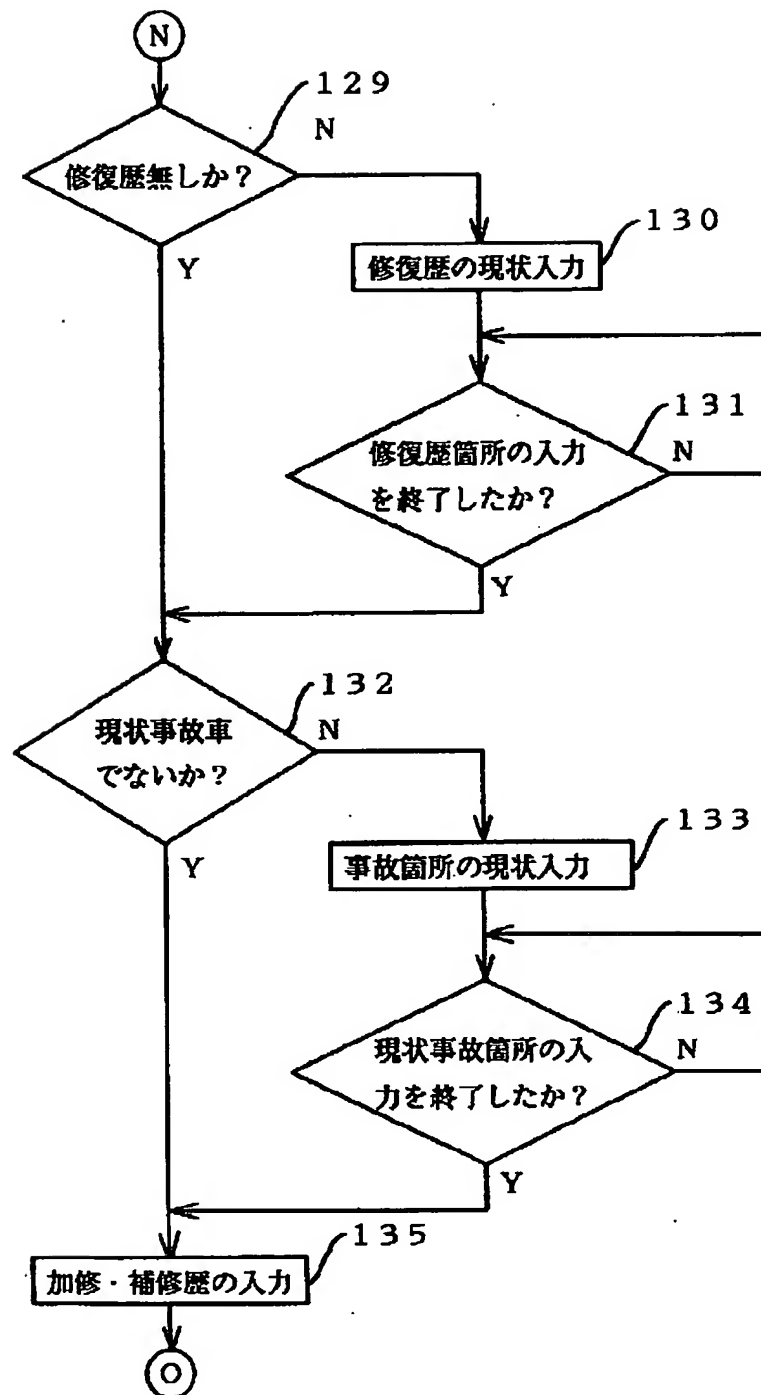 N
129
N
修復歴無しか？
130
Y
修復歴の現状入力
131
修復歴箇所の入力
N
を終了したか？
Y
132
N
現状事故車
でないか？
133
Y
事故箇所の現状入力
134
現状事故箇所の入
N
力を終了したか？
Y
135
加修・補修歴の入力
O